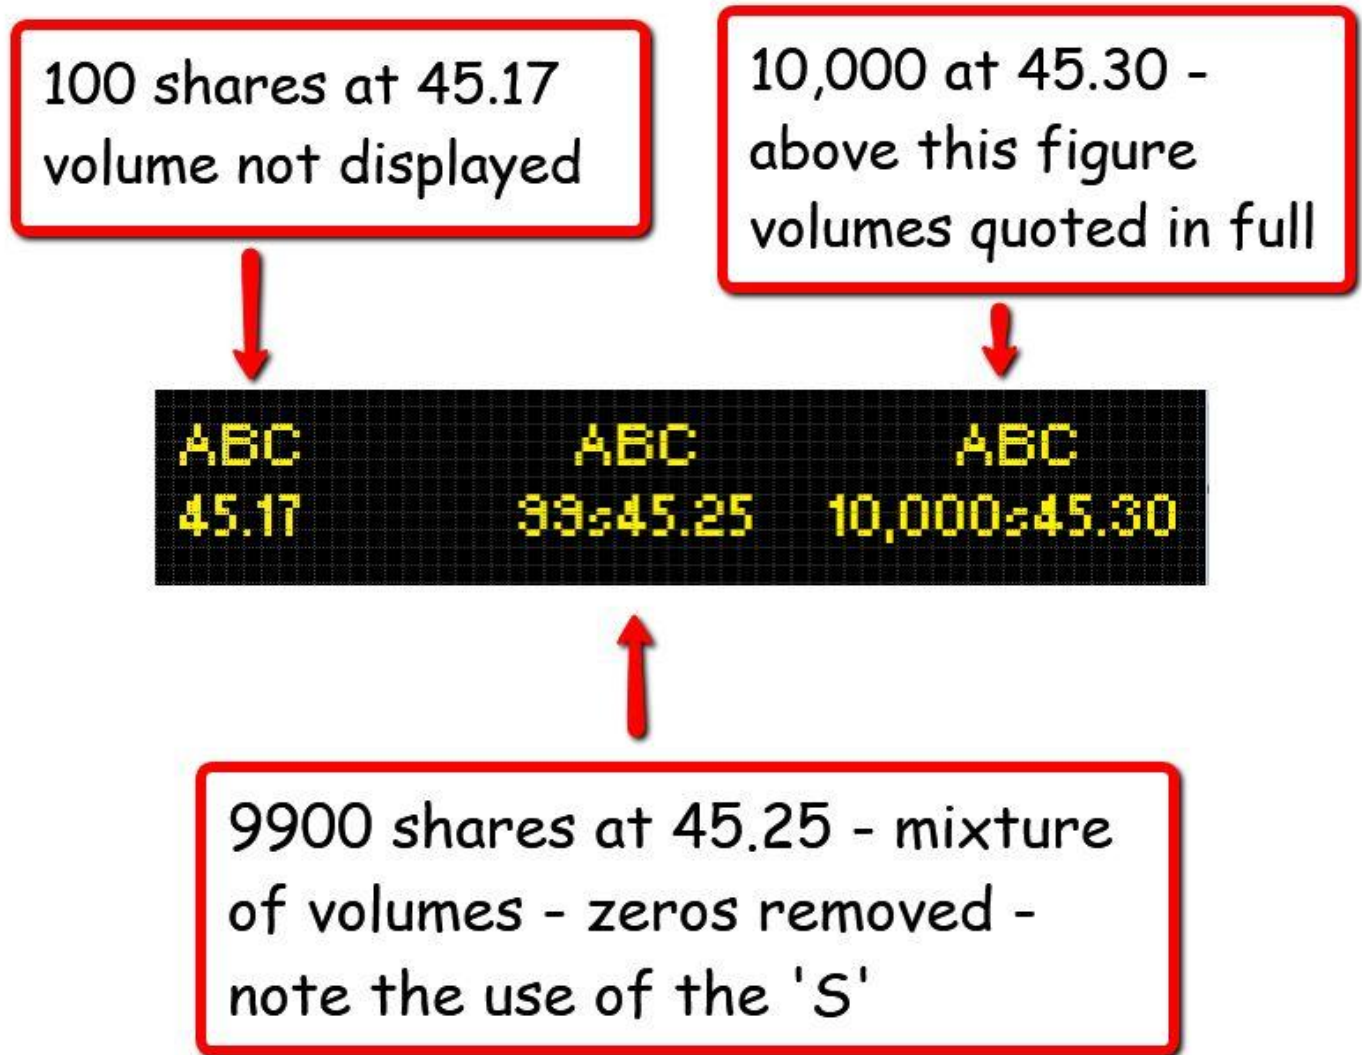 100 shares at 45.17
volume not displayed
10,000 at 45.30 -
above this figure
volumes quoted in full
ABC ABC ABC
45.17 99s45.25 10,000s45.30
9900 shares at 45.25 - mixture
of volumes - zeros removed -
note the use of the 'S'